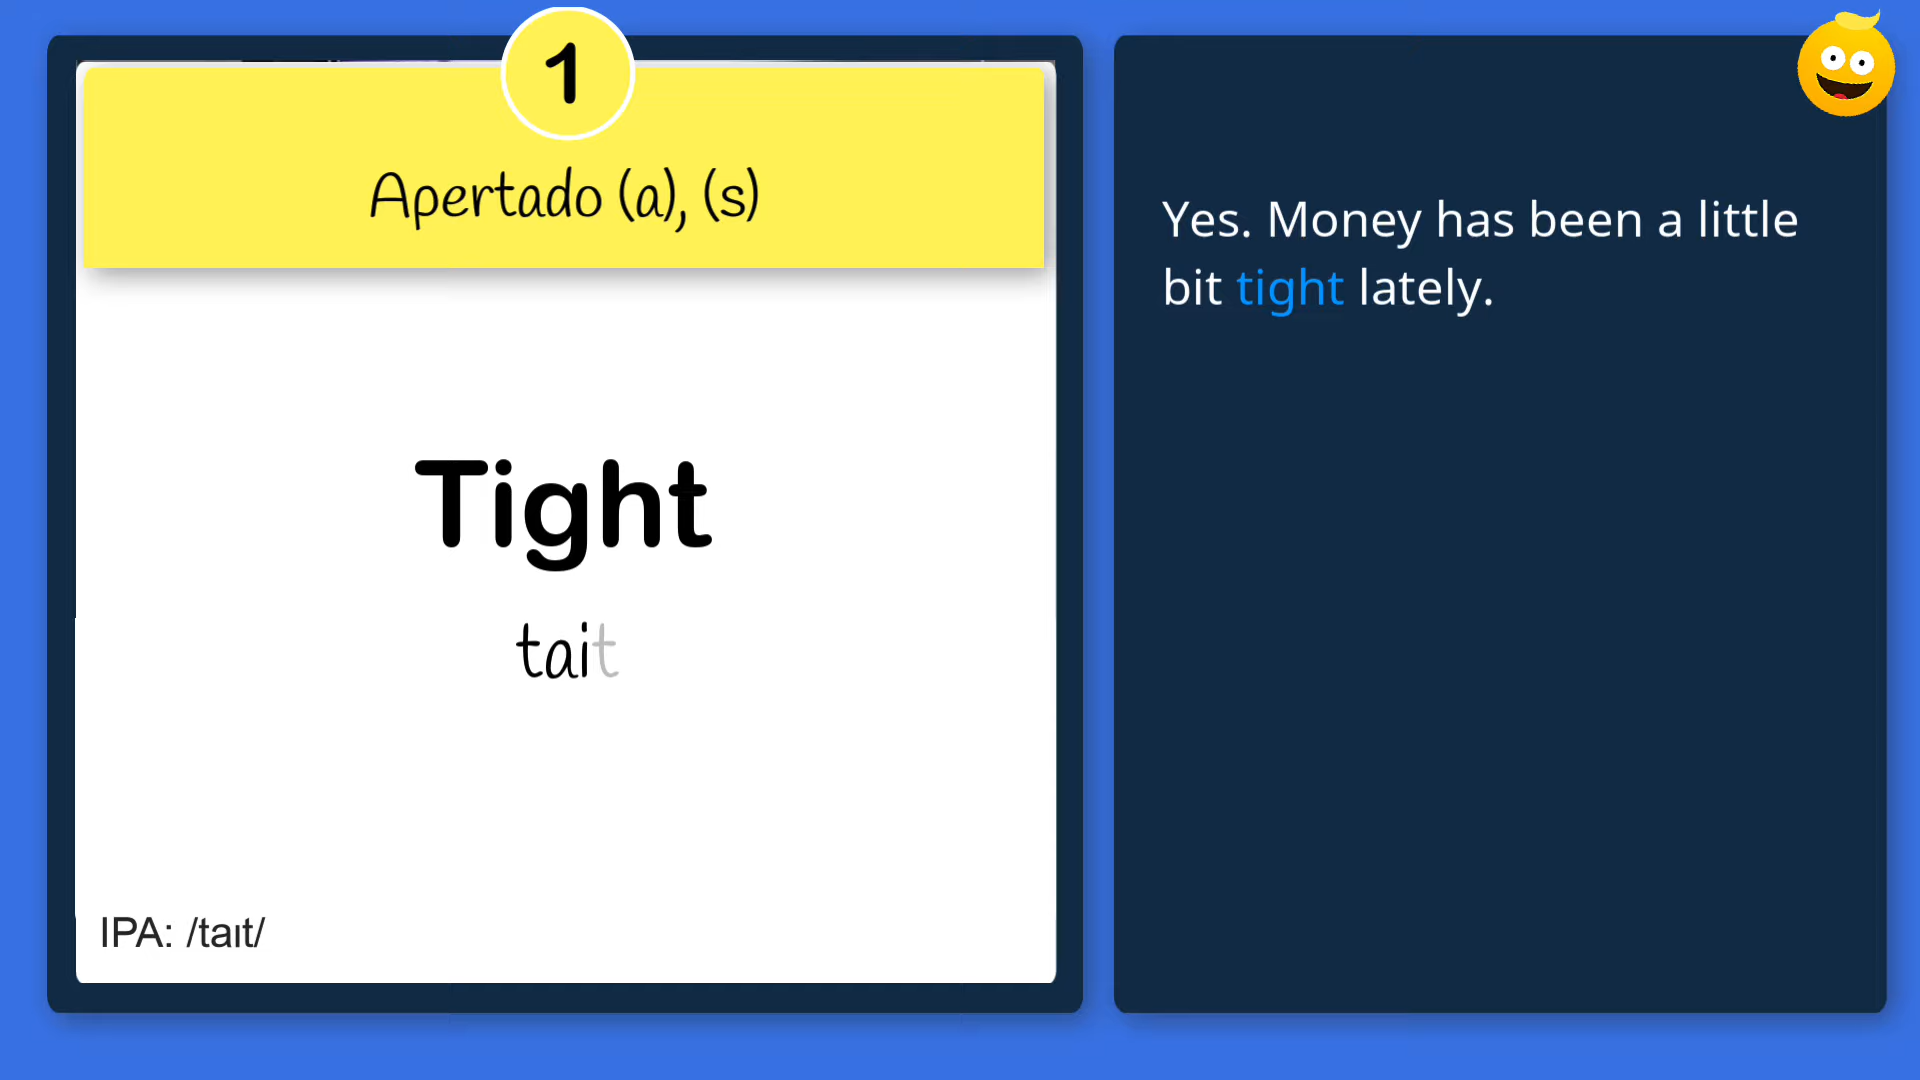 1
Apertado (a), (s)
Tight
tait
IPA: /taɪt/
Yes. Money has been a little
bit tight lately.